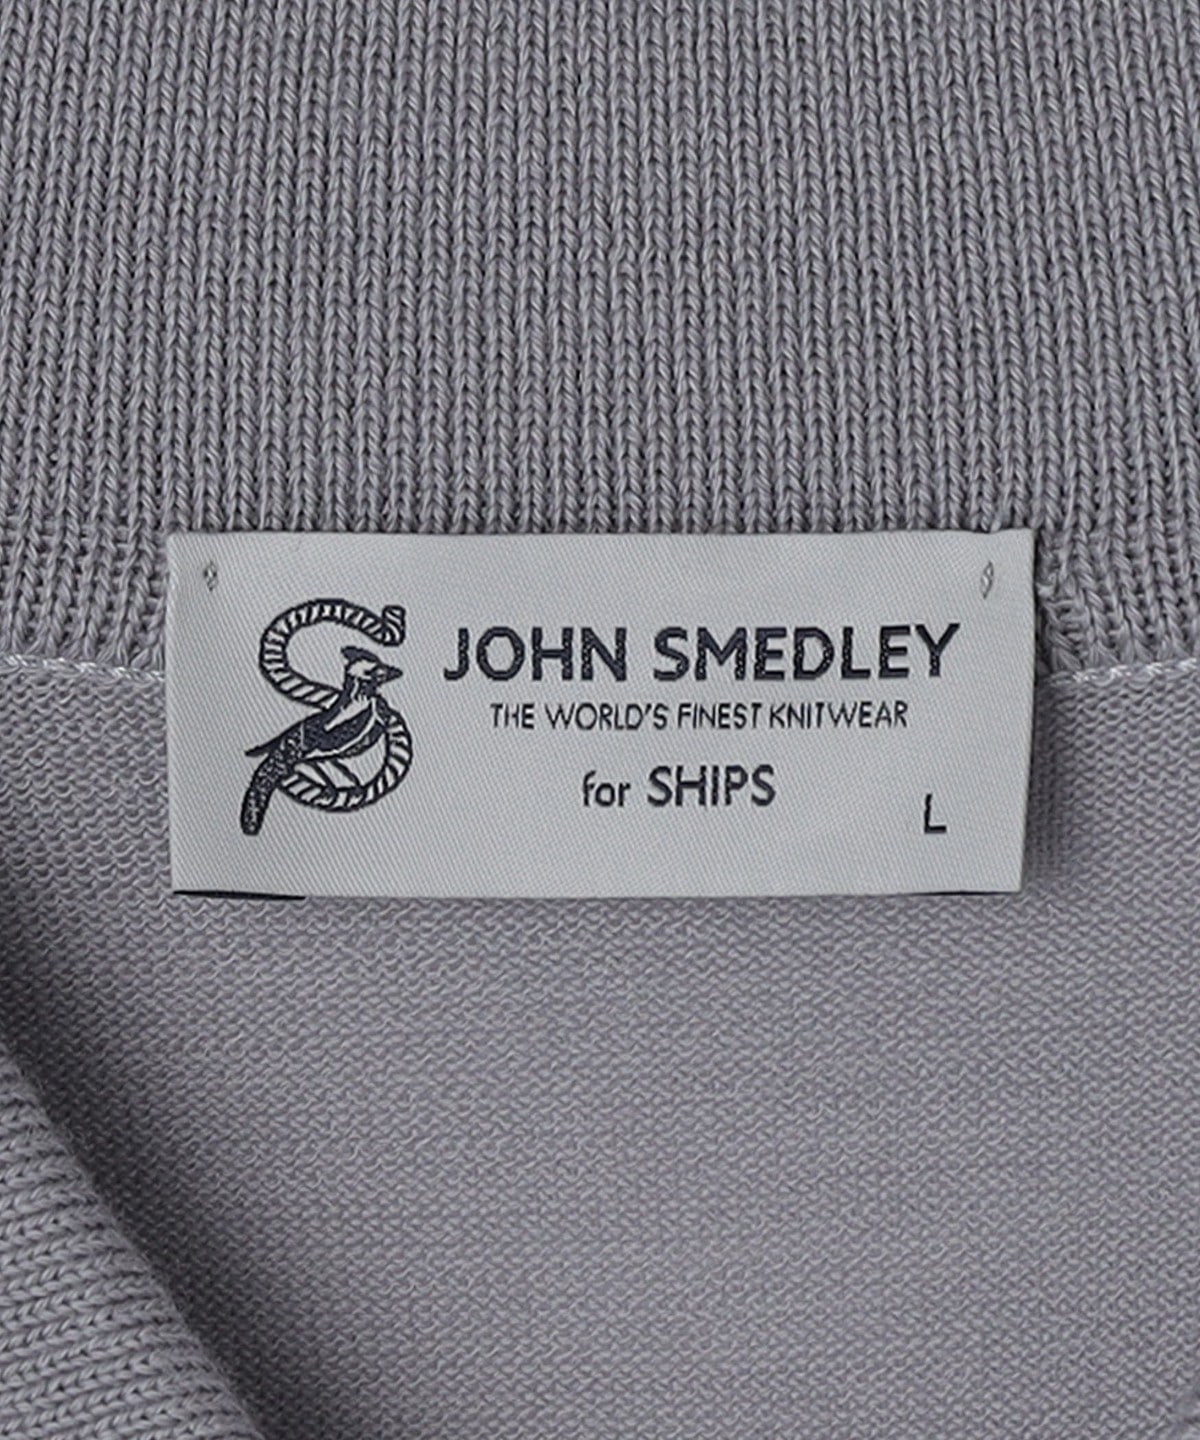 JOHN SMEDLEY
THE WORLD'S FINEST KNITWEAR
for SHIPS
L